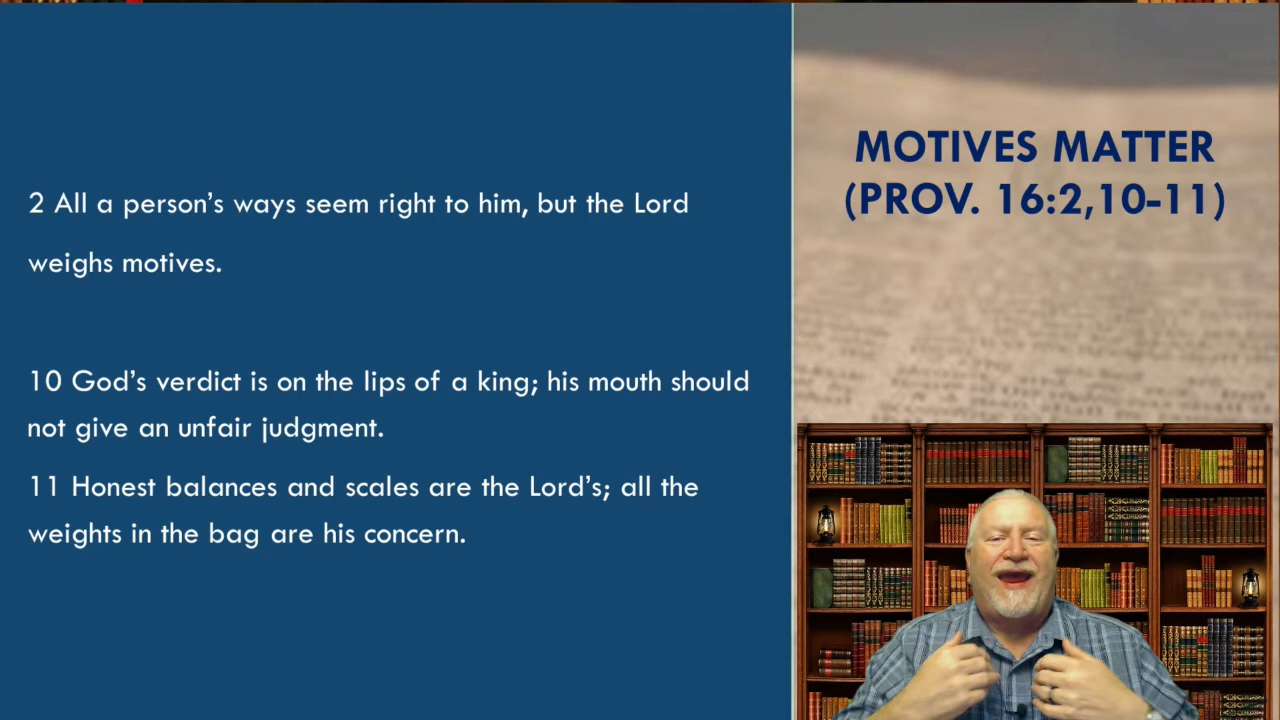 MOTIVES MATTER
(PROV. 16:2,10-11)
2 All a person’s ways seem right to him, but the Lord
weighs motives.
10 God’s verdict is on the lips of a king; his mouth should
not give an unfair judgment.
11 Honest balances and scales are the Lord’s; all the
weights in the bag are his concern.